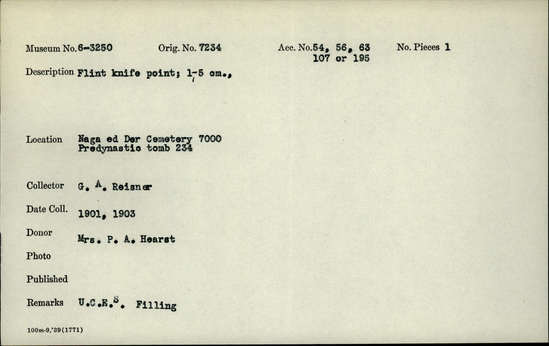 Museum No. 6-3250 Orig. No. 7234 Acc. No. 54, 56, 63 No. Pieces 1
107 or 195
Description Flint knife point; 1,-5 cm.,
Location Naga ed Der Cemetery 7000
Predynastic tomb 234
Collector G. A. Reisner
Date Coll. 1901, 1903
Donor Mrs. P. A. Hearst
Photo
Published
Remarks U.C.E.S. Filling
100m-9,'39(1771)